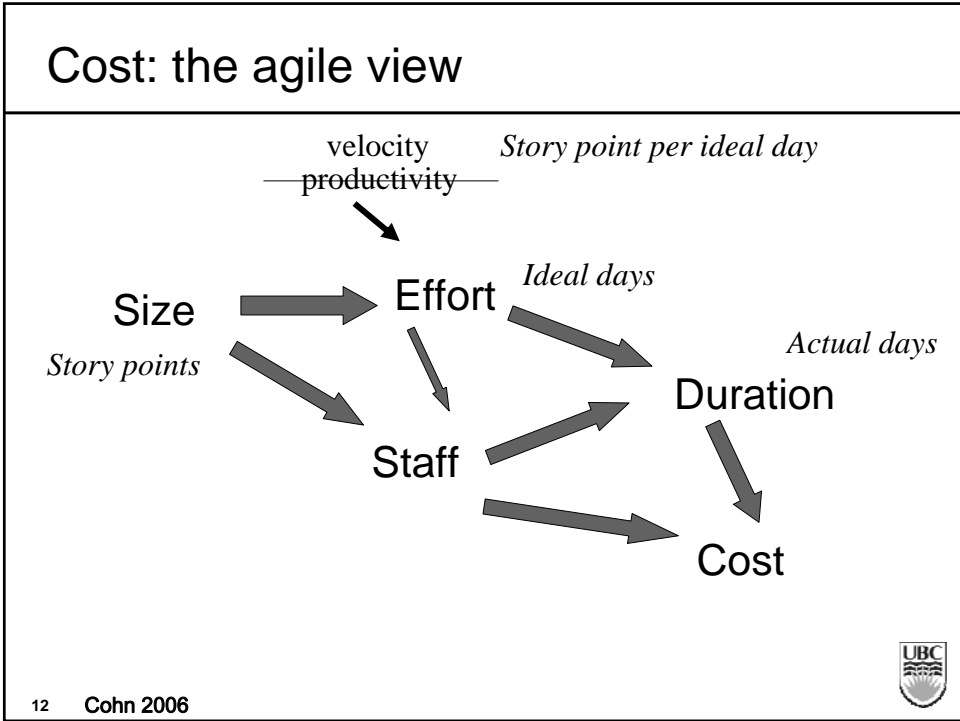 Cost: the agile view
velocity
Story point per ideal day
productivity
Ideal days
Effort
Size
Story points
Actual days
Duration
Staff
Cost
UBC
12 Cohn 2006